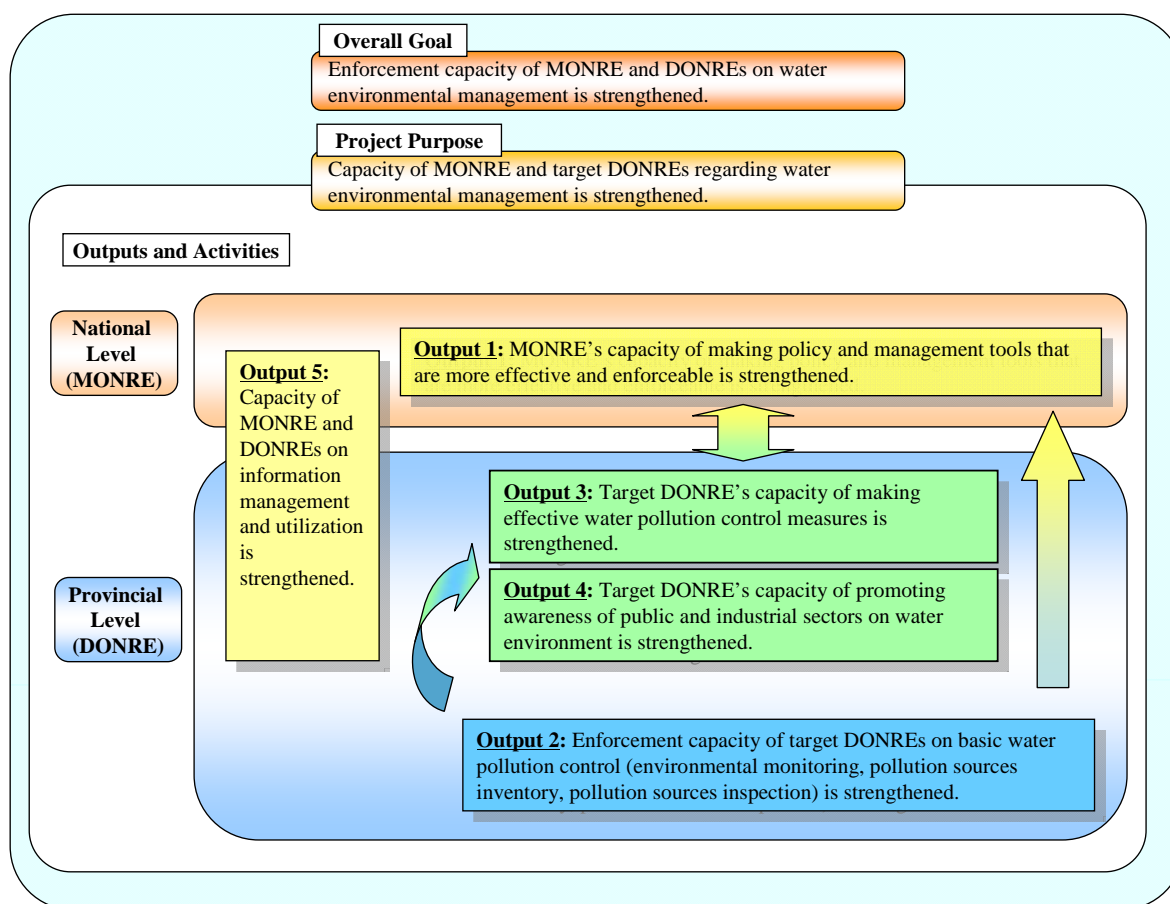 Overall Goal
Enforcement capacity of MONRE and DONREs on water
environmental management is strengthened.
Project Purpose
Capacity of MONRE and target DONREs regarding water
environmental management is strengthened.
Outputs and Activities
National
Level
(MONRE)
Output 1: MONRE’s capacity of making policy and management tools that
are more effective and enforceable is strengthened.
Output 5:
Capacity of
MONRE and
DONREs on
information
management
and utilization
is
strengthened.
Provincial
Level
(DONRE)
Output 3: Target DONRE’s capacity of making
effective water pollution control measures is
strengthened.
Output 4: Target DONRE’s capacity of promoting
awareness of public and industrial sectors on water
environment is strengthened.
Output 2: Enforcement capacity of target DONREs on basic water
pollution control (environmental monitoring, pollution sources
inventory, pollution sources inspection) is strengthened.